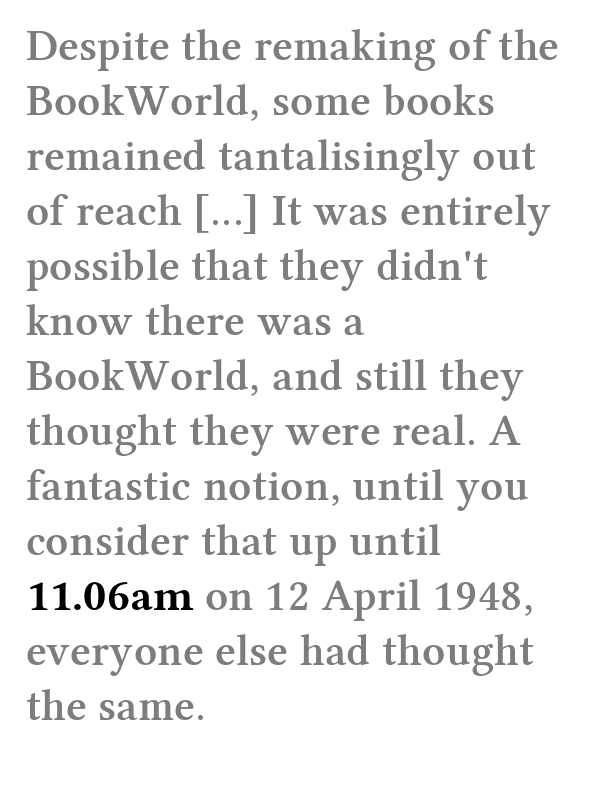 Despite the remaking of the
BookWorld, some books
remained tantalisingly out
of reach [...] It was entirely
possible that they didn't
know there was a
BookWorld, and still they
thought they were real. A
fantastic notion, until you
consider that up until
11.06am on 12 April 1948,
everyone else had thought
the same.